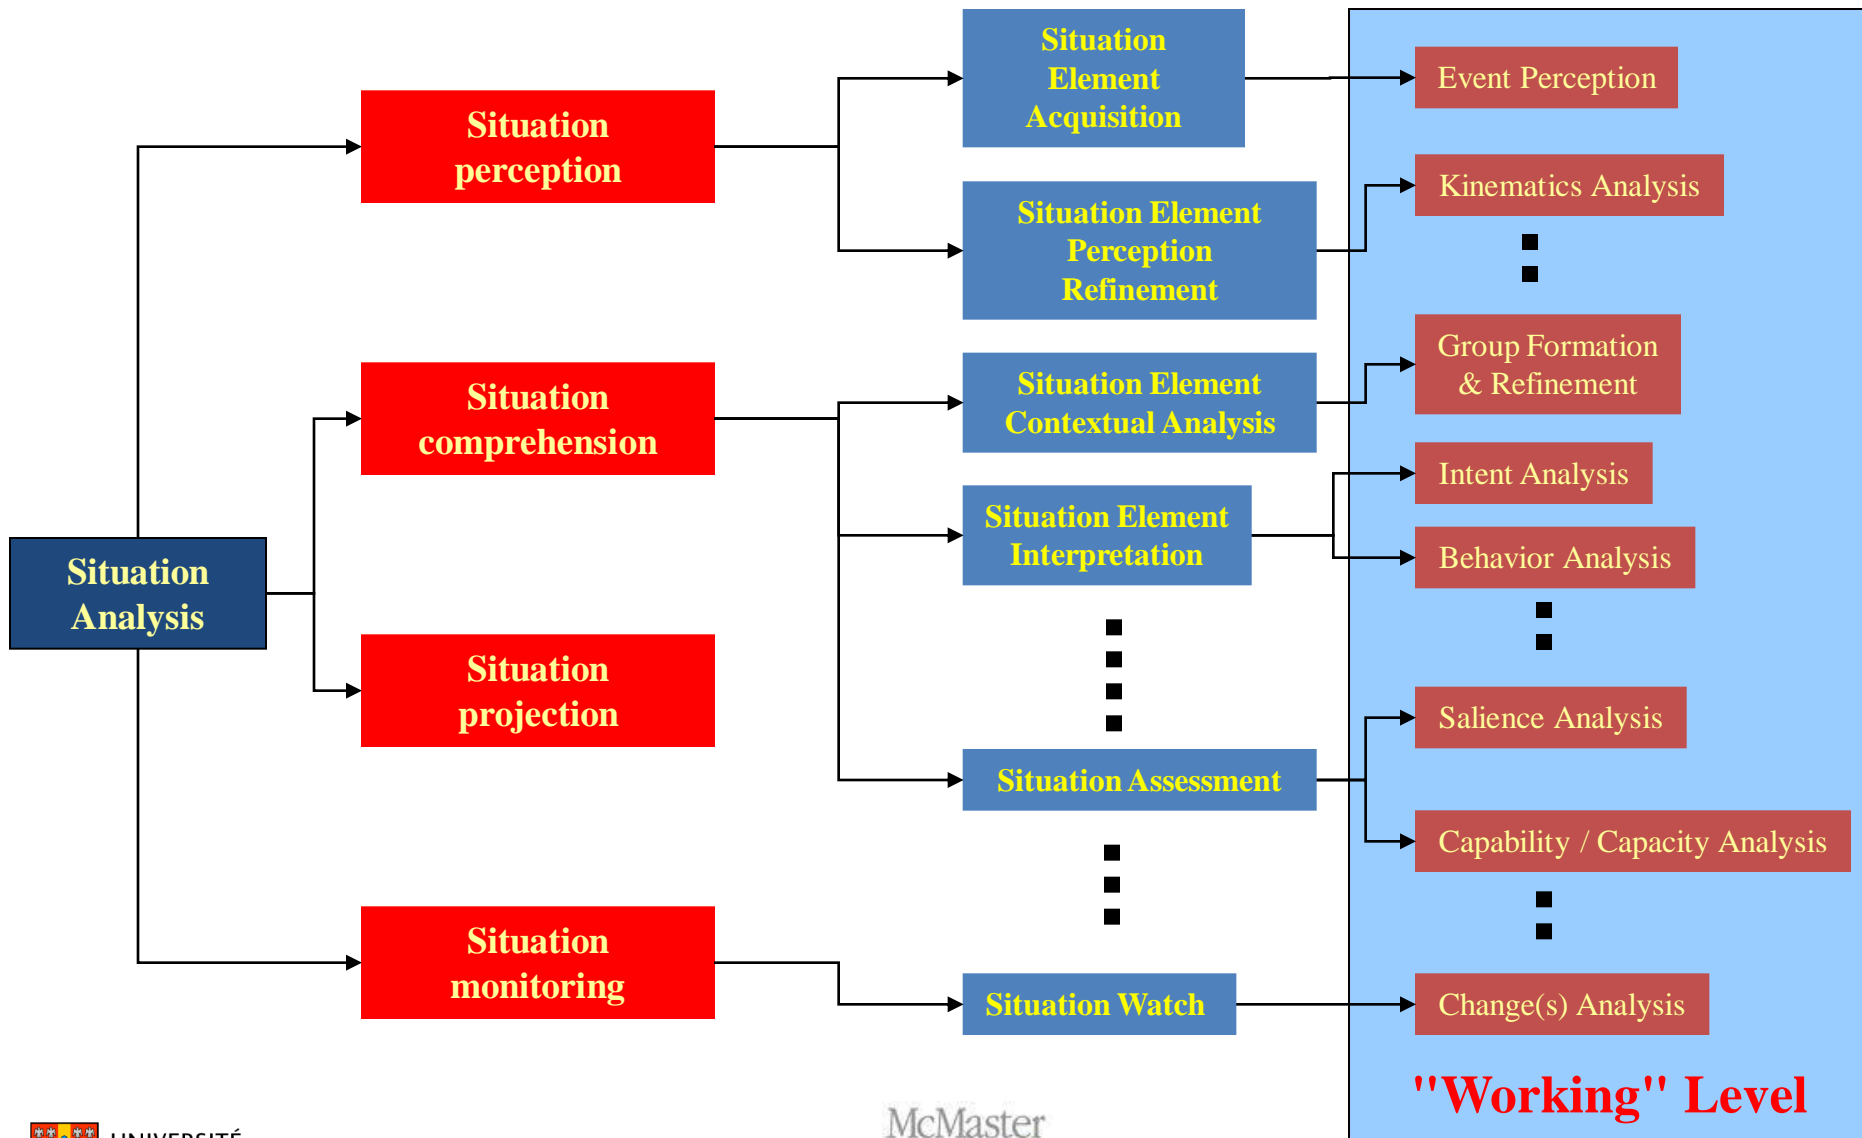 Situation
Analysis
Situation
perception
Situation
comprehension
Situation
projection
Situation
monitoring
Situation
Element
Acquisition
Situation Element
Perception
Refinement
Situation Element
Contextual Analysis
Situation Element
Interpretation
Situation Assessment
Situation Watch
Event Perception
Kinematics Analysis
Group Formation
& Refinement
Intent Analysis
Behavior Analysis
Salience Analysis
Capability / Capacity Analysis
Change(s) Analysis
"Working" Level
UNIVERSITÉ
McMaster